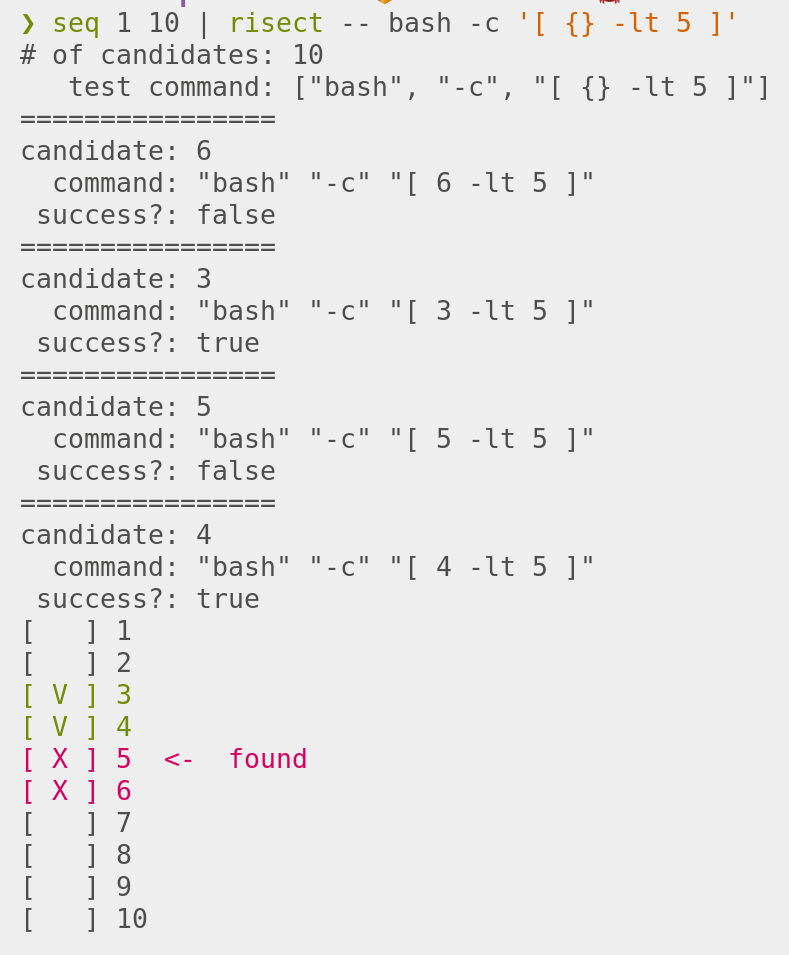 ❯ seq 1 10 | risect -- bash -c '[ {} -lt 5 ]'
# of candidates: 10
   test command: ["bash", "-c", "[ {} -lt 5 ]"]
================
candidate: 6
  command: "bash" "-c" "[ 6 -lt 5 ]"
 success?: false
================
candidate: 3
  command: "bash" "-c" "[ 3 -lt 5 ]"
 success?: true
================
candidate: 5
  command: "bash" "-c" "[ 5 -lt 5 ]"
 success?: false
================
candidate: 4
  command: "bash" "-c" "[ 4 -lt 5 ]"
 success?: true
[   ] 1
[   ] 2
[ V ] 3
[ V ] 4
[ X ] 5  <-  found
[ X ] 6
[   ] 7
[   ] 8
[   ] 9
[   ] 10